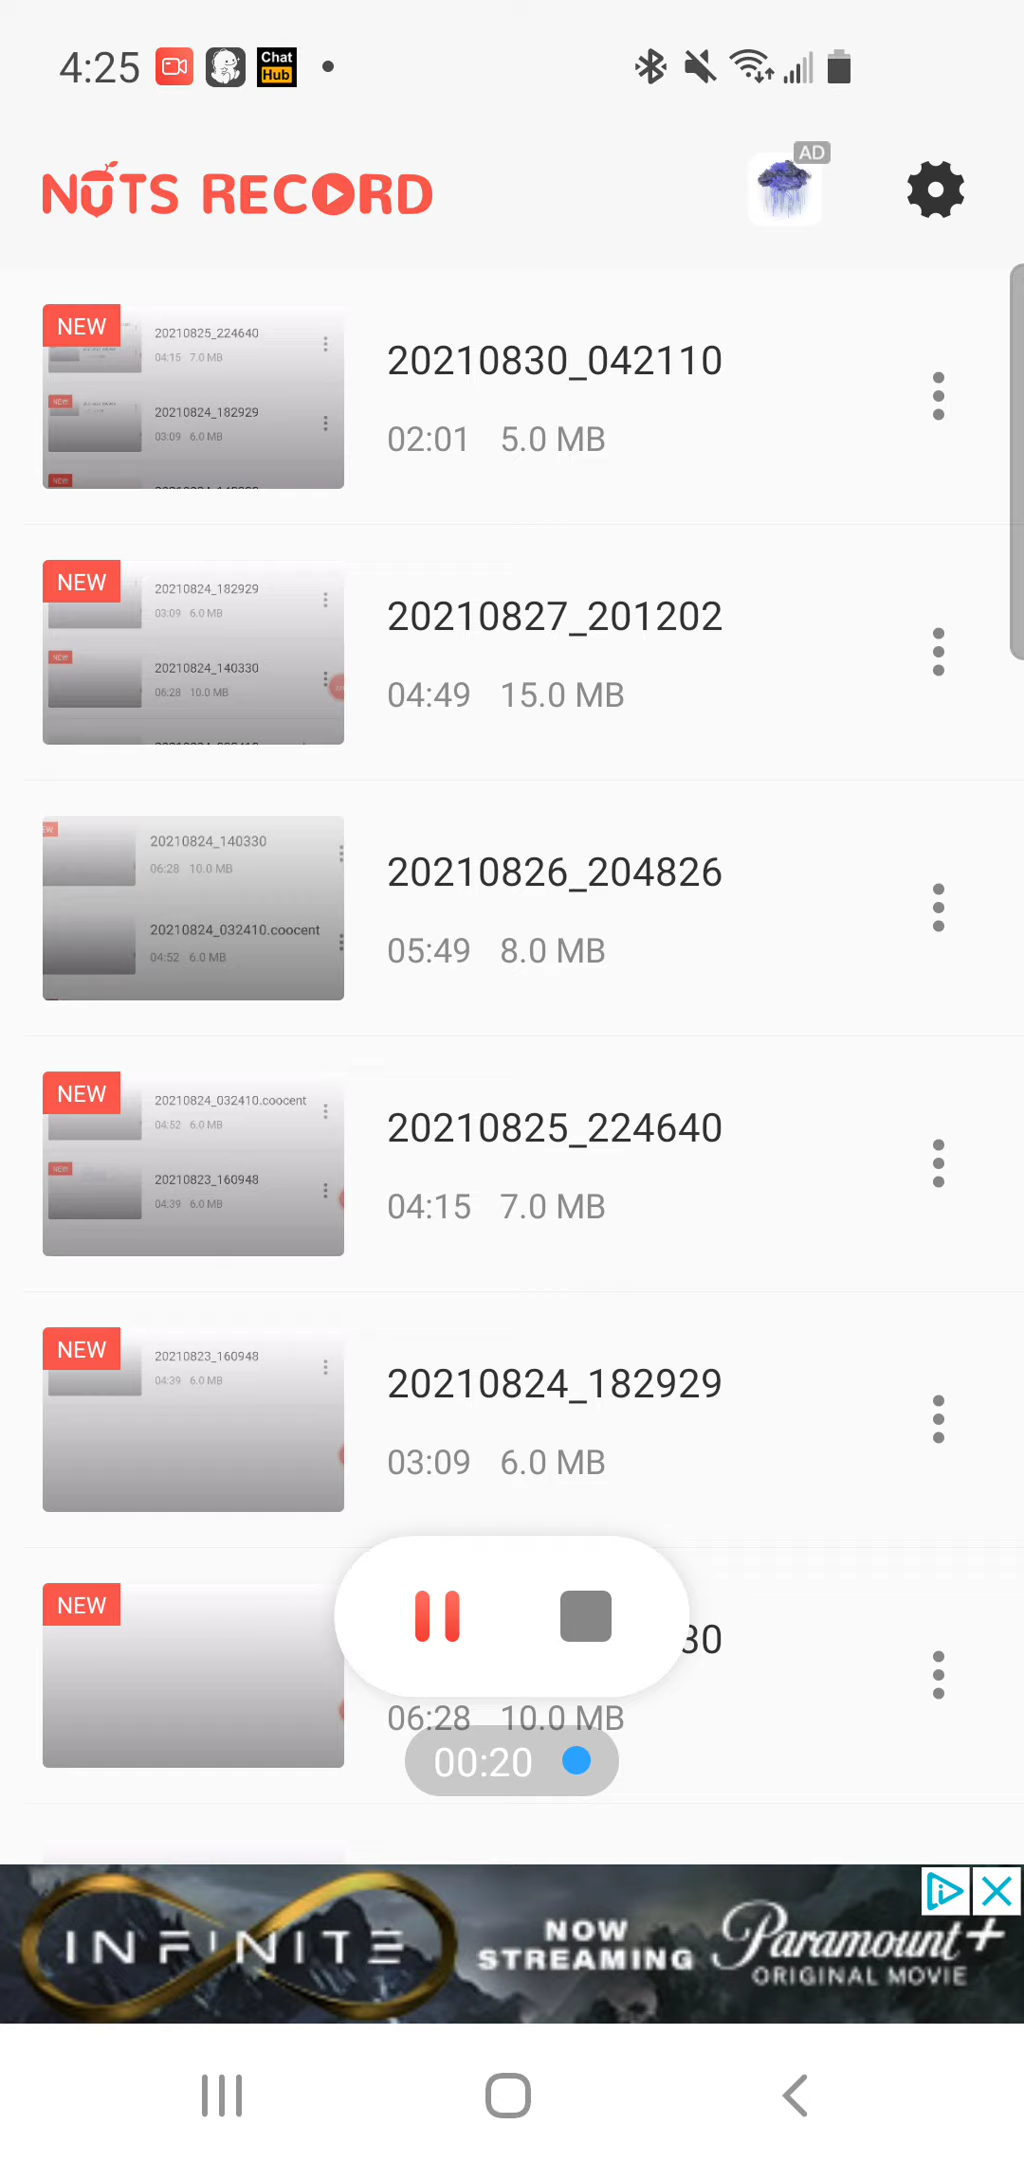 4:25
Chat
Hub
AD
NUTS RECORD
NEW
20210825_224640
04:15 7.0 MB
NEW
20210824_182929
03:09 6.0 MB
NEW
20210830_042110
02:01 5.0 MB
NEW
20210824_182929
03:09 6.0 MB
NEW
20210824_140330
06:28 10.0 MB
20210827_201202
04:49 15.0 MB
20210824_140330
06:28 10.0 MB
20210824_032410.coocent
04:52 6.0 MB
20210826_204826
05:49 8.0 MB
NEW
20210824_032410.coocent
04:52 6.0 MB
NEW
20210823_160948
04:39 6.0 MB
20210825_224640
04:15 7.0 MB
NEW
20210823_160948
04:39 6.0 MB
20210824_182929
03:09 6.0 MB
NEW
30
06:28 10.0 MB
00:20
INFINITE
NOW
STREAMING
Paramount+
ORIGINAL MOVIE